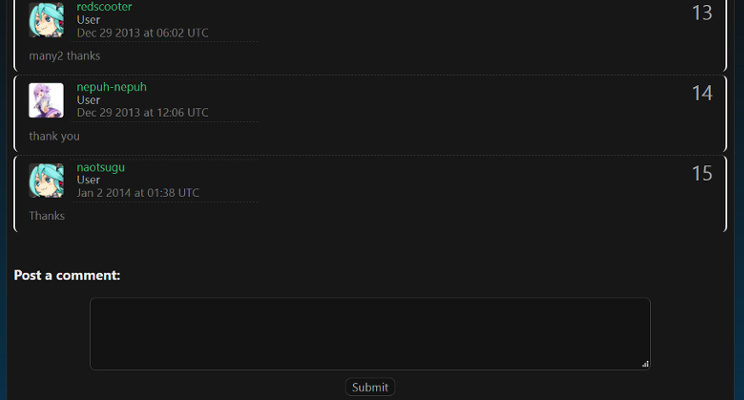 redscooter
13
User
Dec 29 2013 at 06:02 UTC
many2 thanks
nepuh-nepuh
14
User
Dec 29 2013 at 12:06 UTC
thank you
naotsugu
15
User
Jan 2 2014 at 01:38 UTC
Thanks
Post a comment:
Submit